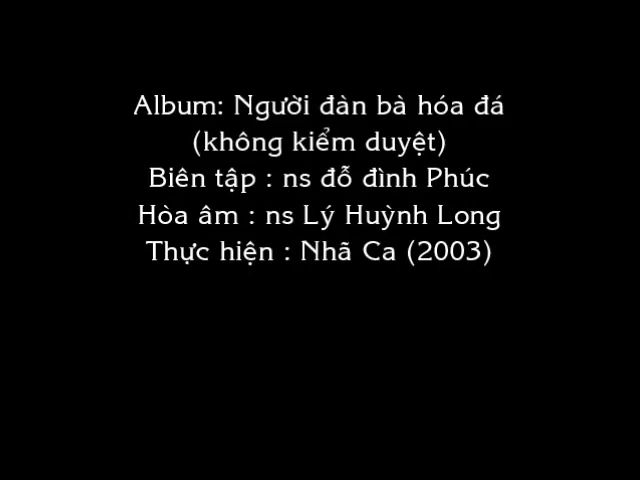 Album: Người đàn bà hóa đá
(không kiểm duyệt)
Biên tập : ns đỗ đình Phúc
Hòa âm : ns Lý Huỳnh Long
Thực hiện : Nhã Ca (2003)